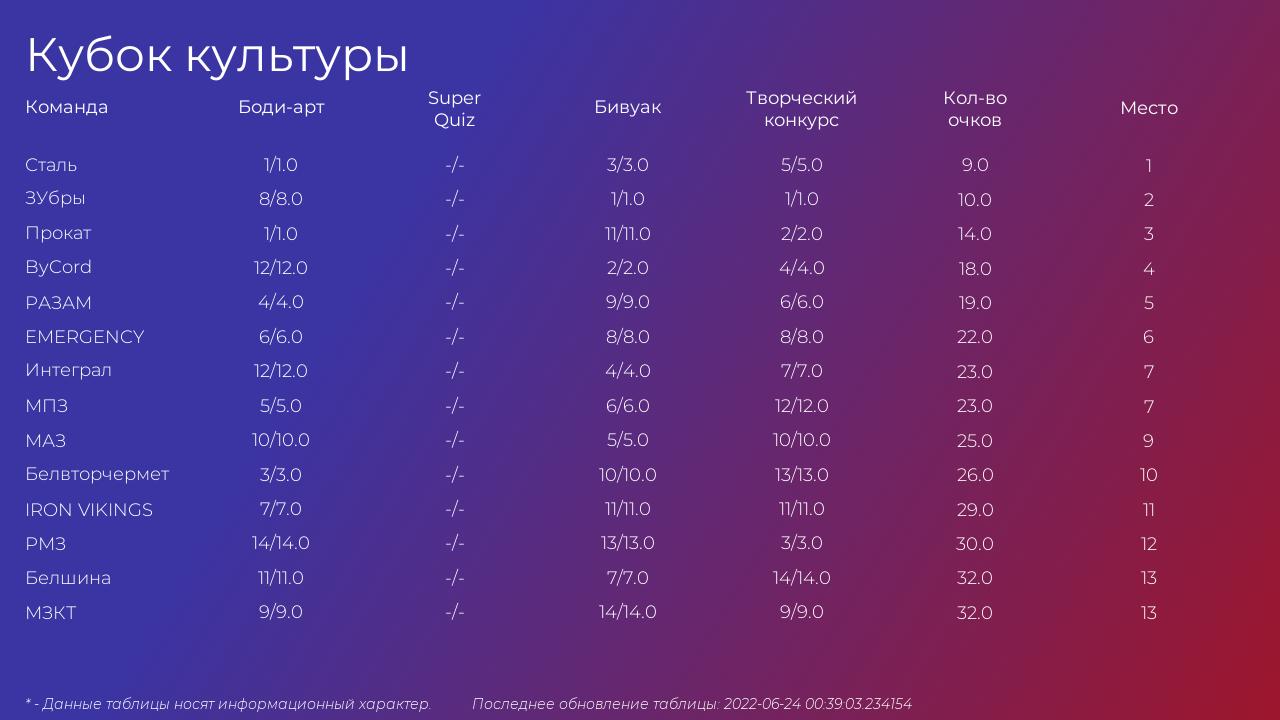 Кубок культуры
Команда Боди-арт Super Quiz Бивуак Творческий конкурс Кол-во очков Место
Сталь 1/1.0 -/- 3/3.0 5/5.0 9.0 1
ЗУбры 8/8.0 -/- 1/1.0 1/1.0 10.0 2
Прокат 1/1.0 -/- 11/11.0 2/2.0 14.0 3
ByCord 12/12.0 -/- 2/2.0 4/4.0 18.0 4
РАЗАМ 4/4.0 -/- 9/9.0 6/6.0 19.0 5
EMERGENCY 6/6.0 -/- 8/8.0 8/8.0 22.0 6
Интеграл 12/12.0 -/- 4/4.0 7/7.0 23.0 7
МПЗ 5/5.0 -/- 6/6.0 12/12.0 23.0 7
МАЗ 10/10.0 -/- 5/5.0 10/10.0 25.0 9
Белвторчермет 3/3.0 -/- 10/10.0 13/13.0 26.0 10
IRON VIKINGS 7/7.0 -/- 11/11.0 11/11.0 29.0 11
РМЗ 14/14.0 -/- 13/13.0 3/3.0 30.0 12
Белшина 11/11.0 -/- 7/7.0 14/14.0 32.0 13
МЗКТ 9/9.0 -/- 14/14.0 9/9.0 32.0 13
* - Данные таблицы носят информационный характер. Последнее обновление таблицы: 2022-06-24 00:39:03.234154